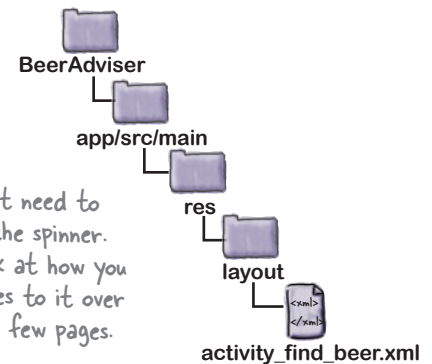 BeerAdviser
app/src/main
res
layout
<xml>
</xml>
activity_find_beer.xml
t need to
he spinner.
k at how you
es to it over
few pages.